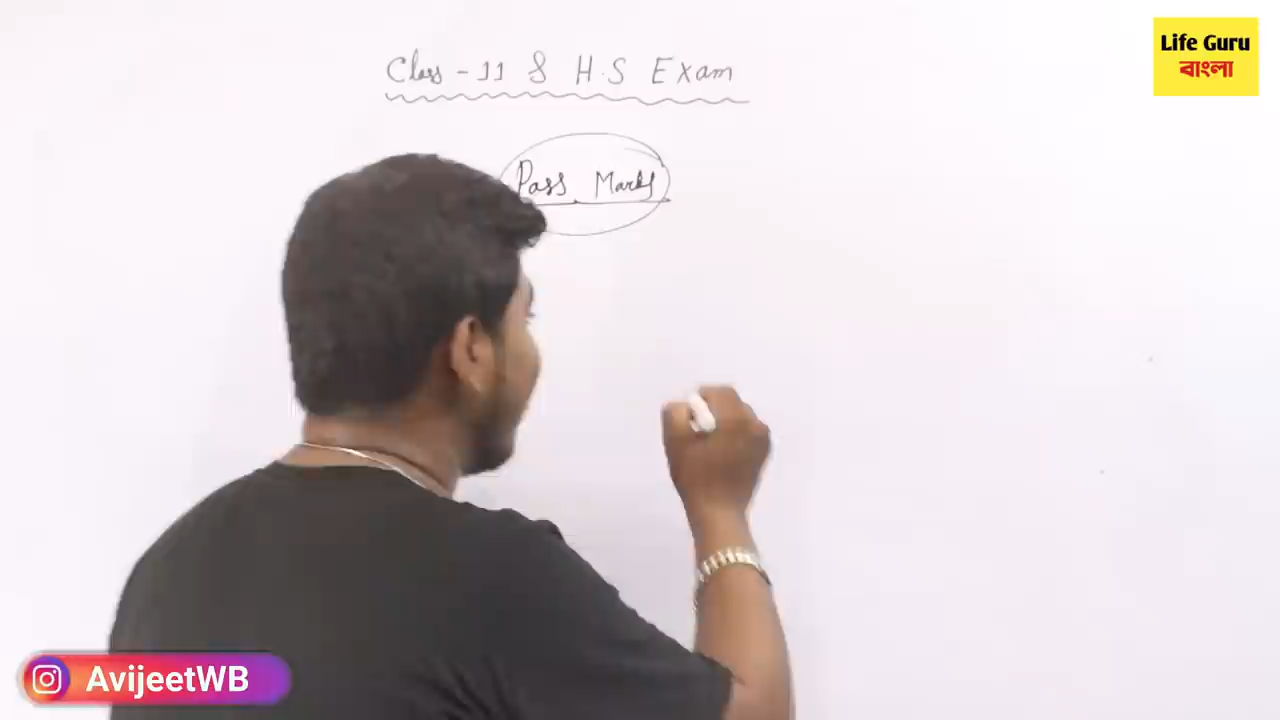 Class - 11 & H.S Exam
Pass Marks
Life Guru
বাংলা
AvijeetWB